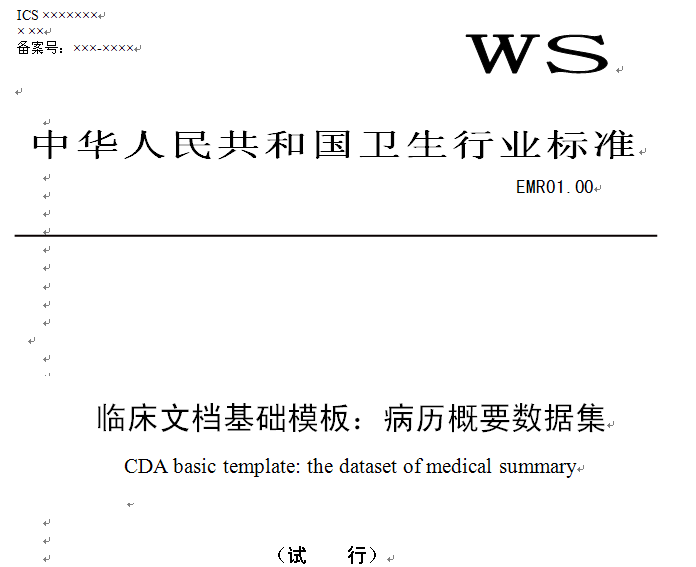 ICS ×××××××
× ××
备案号：×××-××××
WS
中华人民共和国卫生行业标准
EMR01.00
临床文档基础模板：病历概要数据集
CDA basic template: the dataset of medical summary
（试 行）